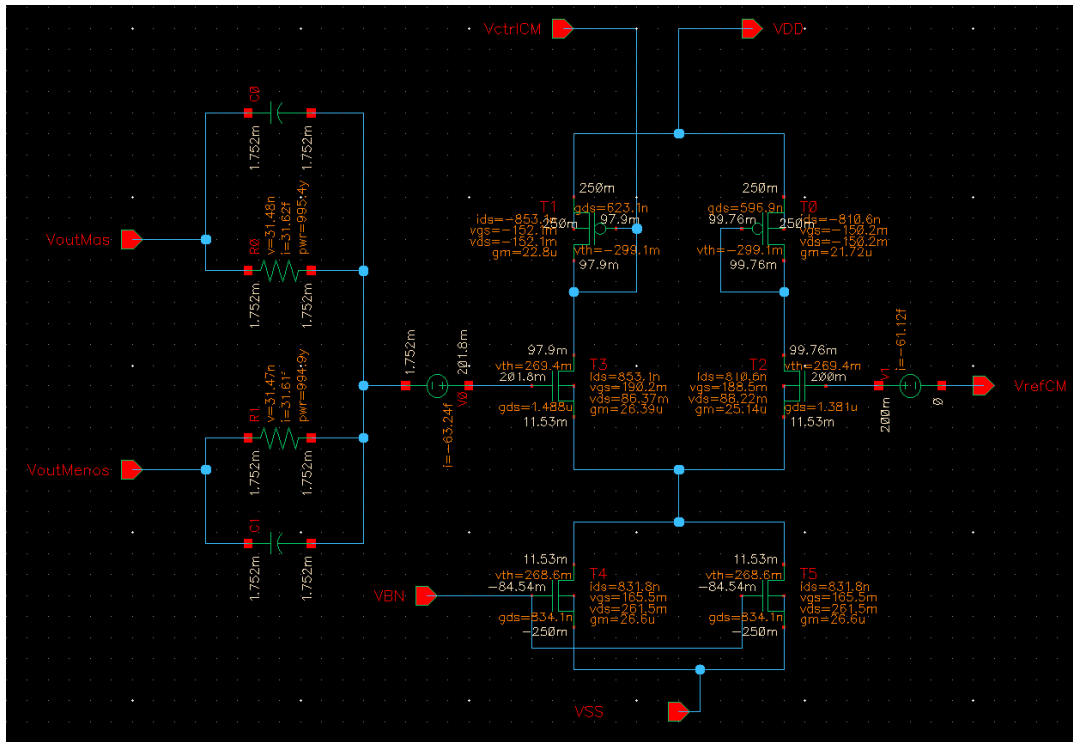 VctrlCM
VDD
C0
1.752m
1.752m
VoutMas
R0
v=31.48n
i=31.62f
pwr=995.4y
1.752m
1.752m
250m
T1
gds=623.1n
250m
97.9m
vgs=-152.1m
vds=-152.1m
gm=22.8u
vth=-299.1m
97.9m
250m
T0
gds=596.9n
99.76m
250m
ids=-810.6n
vgs=-150.2m
vds=-150.2m
gm=21.72u
vth=-299.1m
99.76m
1.752m
201.8m
V0
i=-63.24f
97.9m
T3
vth=269.4m
201.8m
ids=853.1n
vgs=190.2m
vds=86.37m
gm=26.39u
gds=1.488u
11.53m
99.76m
T2
vth=269.4m
200m
ids=810.6n
vgs=188.5m
vds=88.22m
gm=25.14u
gds=1.381u
11.53m
V1
i=-61.12f
200m
0
VrefCM
R1
v=31.47n
i=31.61f
pwr=994.9y
1.752m
1.752m
VoutMenos
C1
1.752m
1.752m
11.53m
T4
vth=268.6m
-84.54m
ids=831.8n
vgs=165.5m
vds=261.5m
gm=26.6u
gds=834.1n
-250m
11.53m
T5
vth=268.6m
-84.54m
ids=831.8n
vgs=165.5m
vds=261.5m
gm=26.6u
gds=834.1n
-250m
VBN
VSS